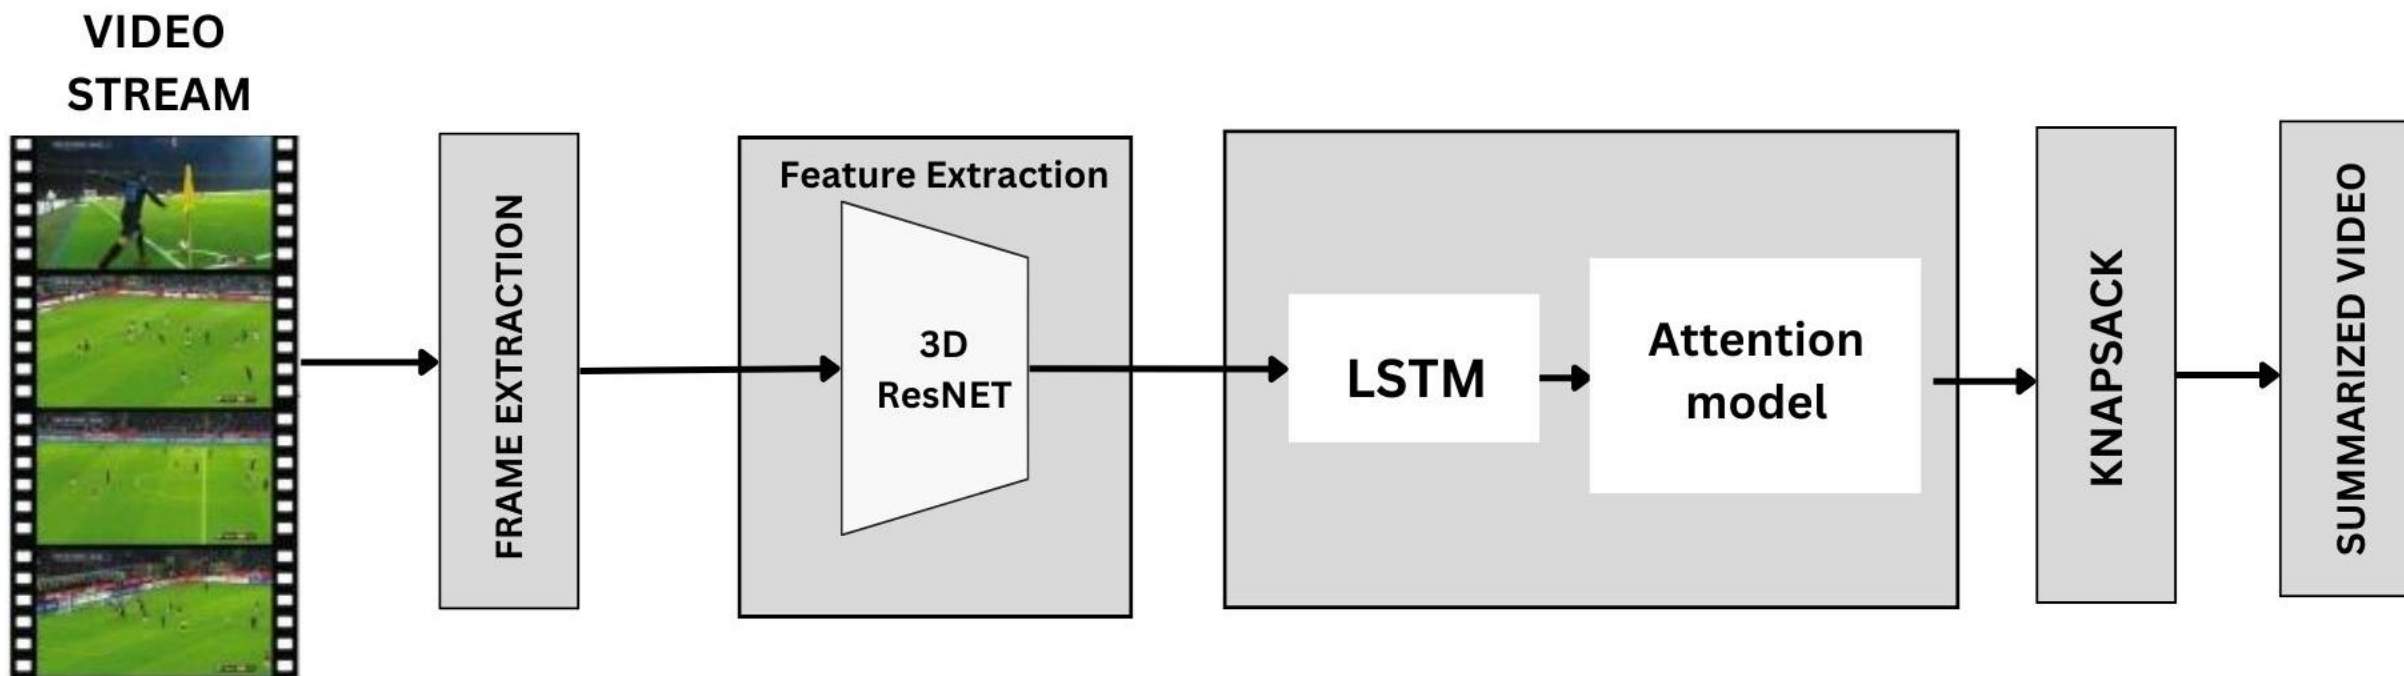 VIDEO
STREAM
FRAME EXTRACTION
Feature Extraction
3D
ResNET
LSTM
Attention
model
KNAPSACK
SUMMARIZED VIDEO